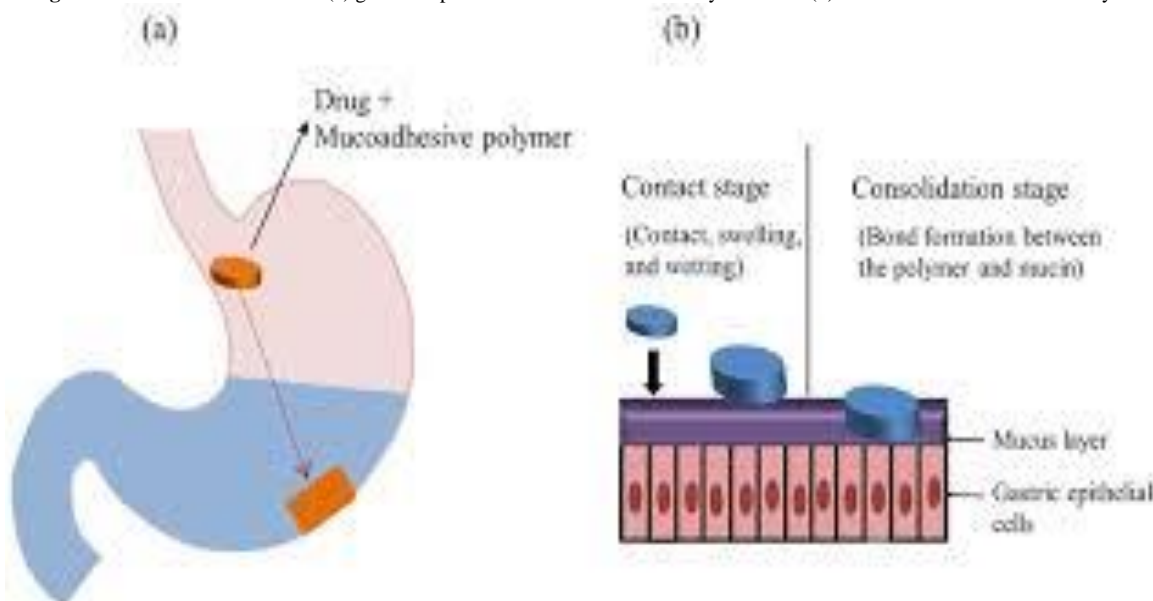 (a)
(b)
Drug +
Mucoadhesive polymer
Contact stage
(Contact, swelling,
and wetting)
Consolidation stage
(Bond formation between
the polymer and mucin)
Mucus layer
Gastric epithelial
cells